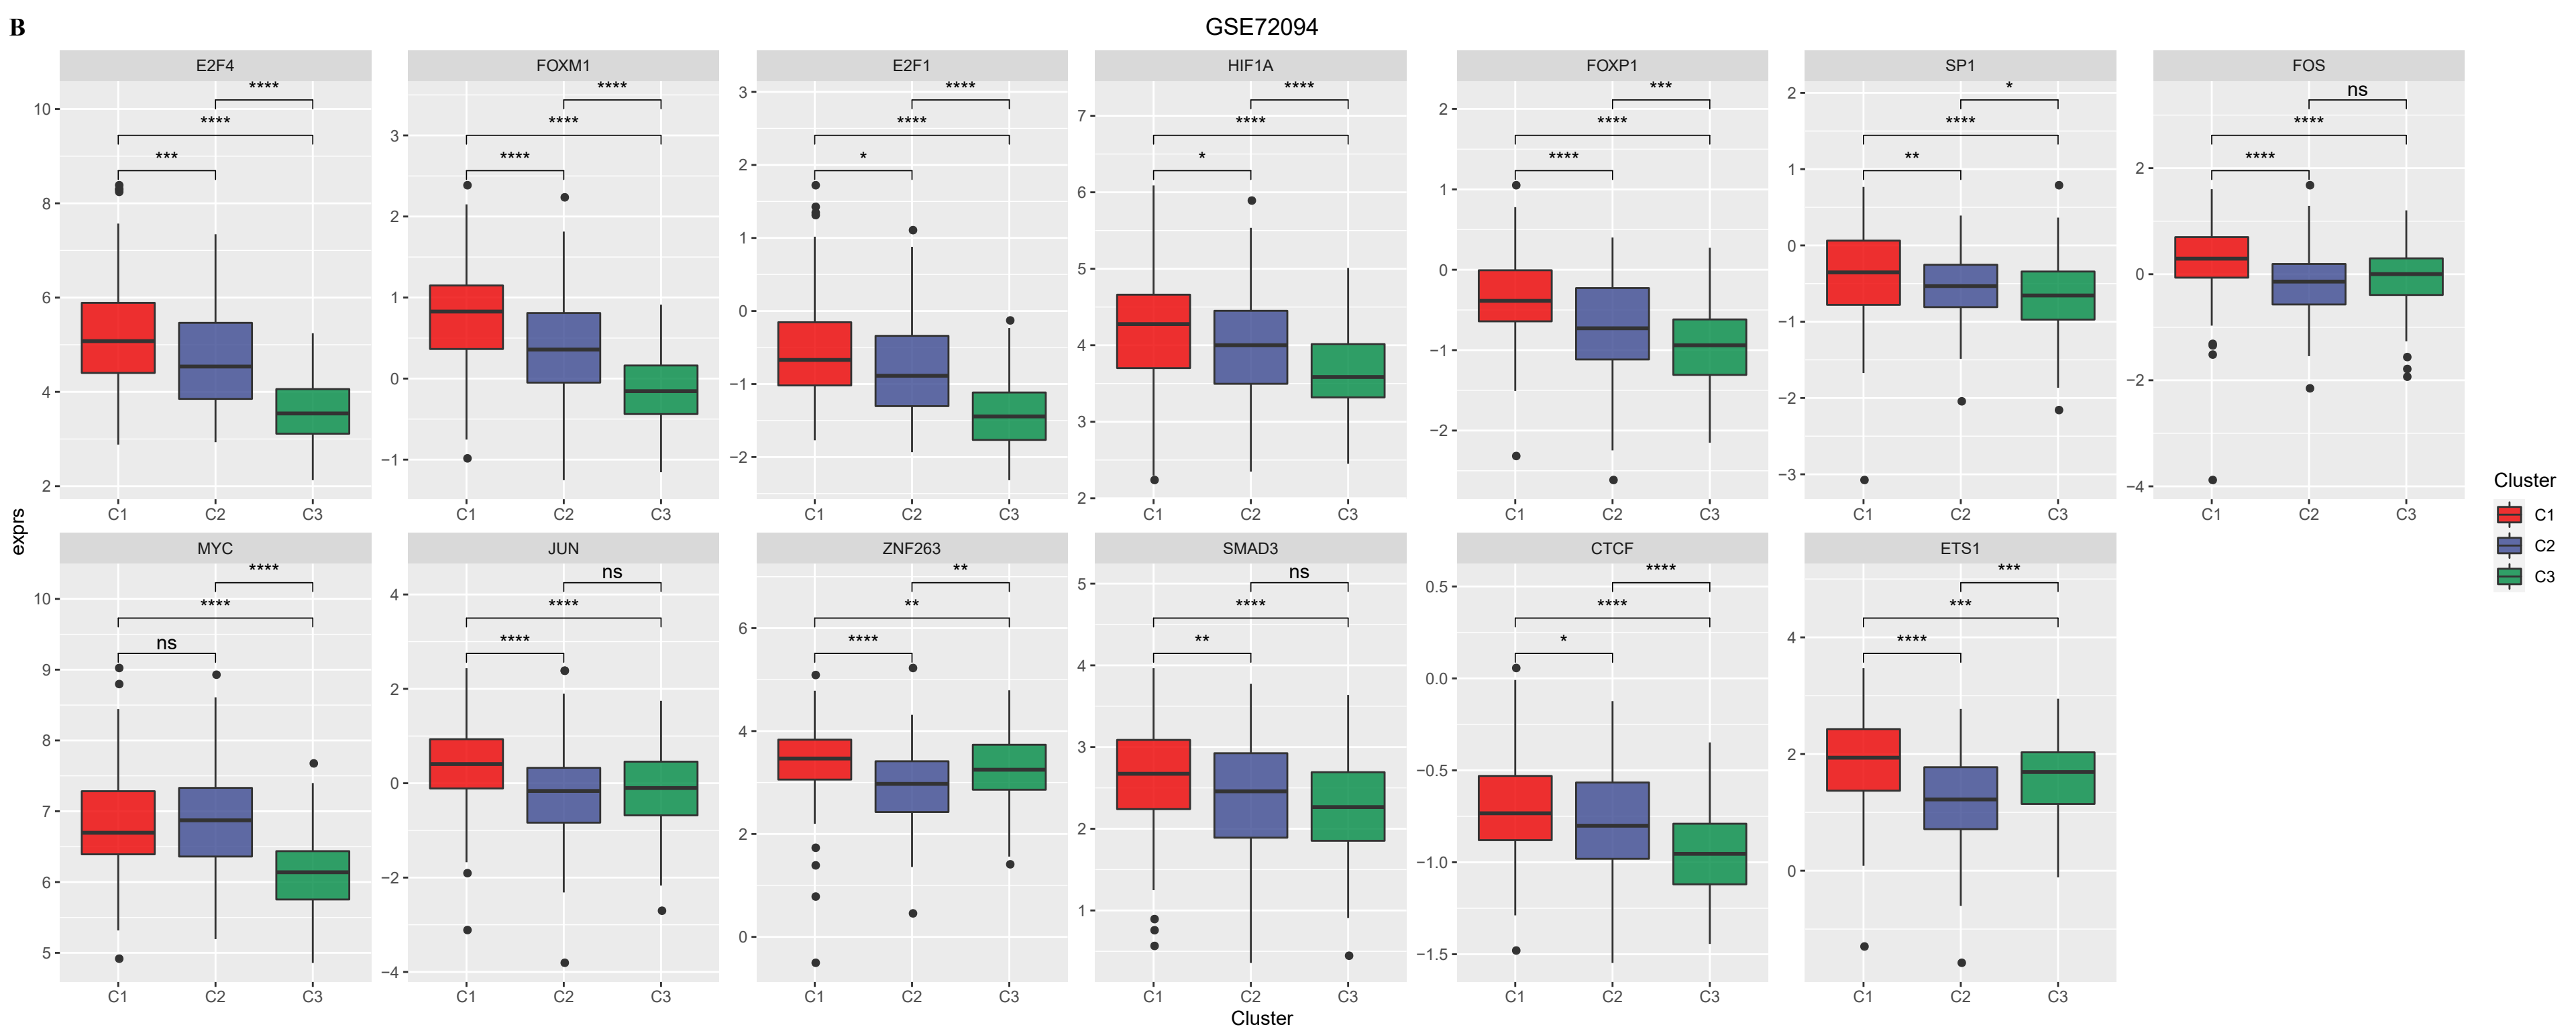 B
GSE72094
E2F4 FOXM1 E2F1 HIF1A FOXP1 SP1 FOS
**** **** **** **** *** * ns
**** **** **** **** **** **** ****
*** **** * * **** ** ****
10 8 6 4 2
3 2 1 0 −1
3 2 1 0 −1 −2
7 6 5 4 3 2
2 1 0 −1 −2
2 1 0 −1 −2 −3
2 0 −2 −4
C1 C2 C3 C1 C2 C3 C1 C2 C3 C1 C2 C3 C1 C2 C3 C1 C2 C3 C1 C2 C3
exprs
MYC JUN ZNF263 SMAD3 CTCF ETS1
**** ns ** ns **** ***
**** **** ** **** **** ***
ns **** **** ** * ****
10 9 8 7 6 5
4 2 0 −2 −4
6 4 2 0
5 4 3 2 1
0.5 0.0 −0.5 −1.0 −1.5
4 2 0
C1 C2 C3 C1 C2 C3 C1 C2 C3 C1 C2 C3 C1 C2 C3 C1 C2 C3
Cluster
Cluster
C1
C2
C3